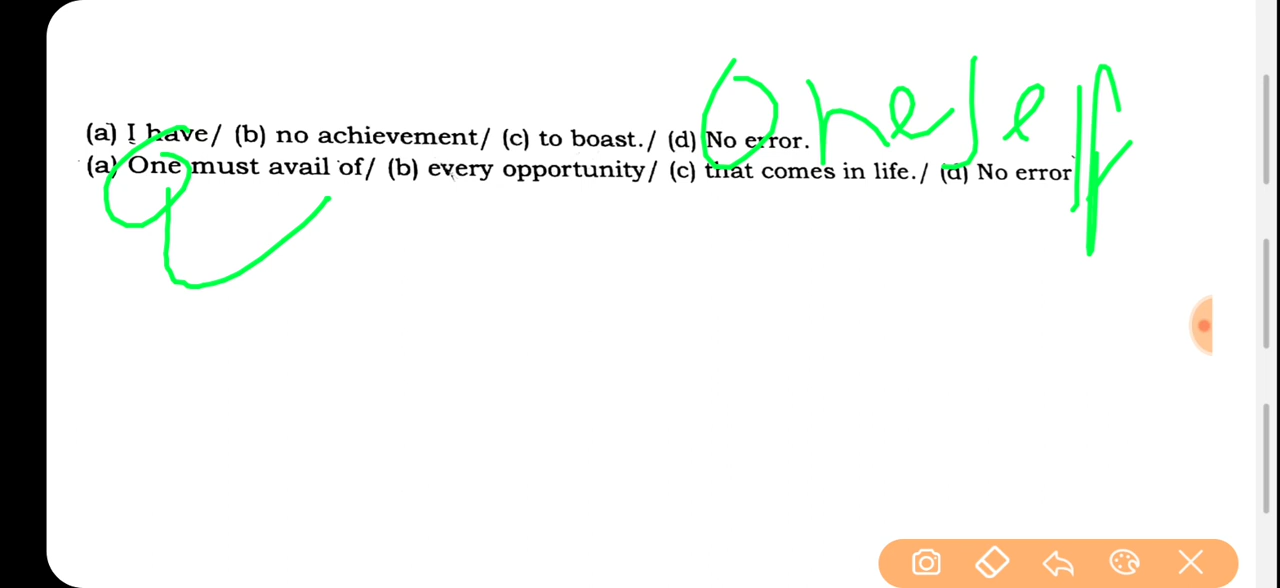 (a) I have/ (b) no achievement/ (c) to boast./ (d) No error.
(a) One must avail of/ (b) every opportunity/ (c) that comes in life./ (d) No error
oneself